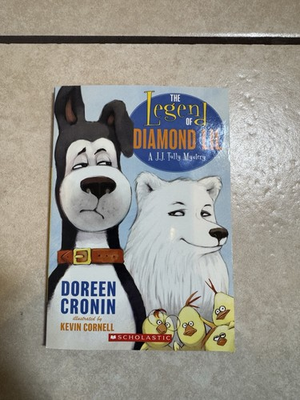 THE
Legend
OF
DIAMOND
A J.J. Tully Mystery
DOREEN
CRONIN
illustrated by
KEVIN CORNELL
SCHOLASTIC